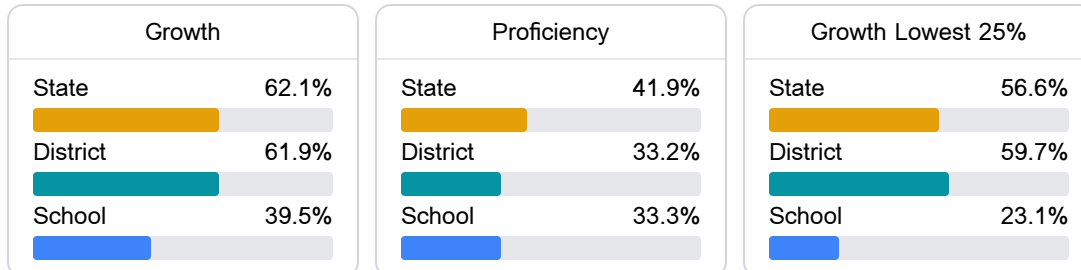 Growth
State 62.1%
District 61.9%
School 39.5%
Proficiency
State 41.9%
District 33.2%
School 33.3%
Growth Lowest 25%
State 56.6%
District 59.7%
School 23.1%